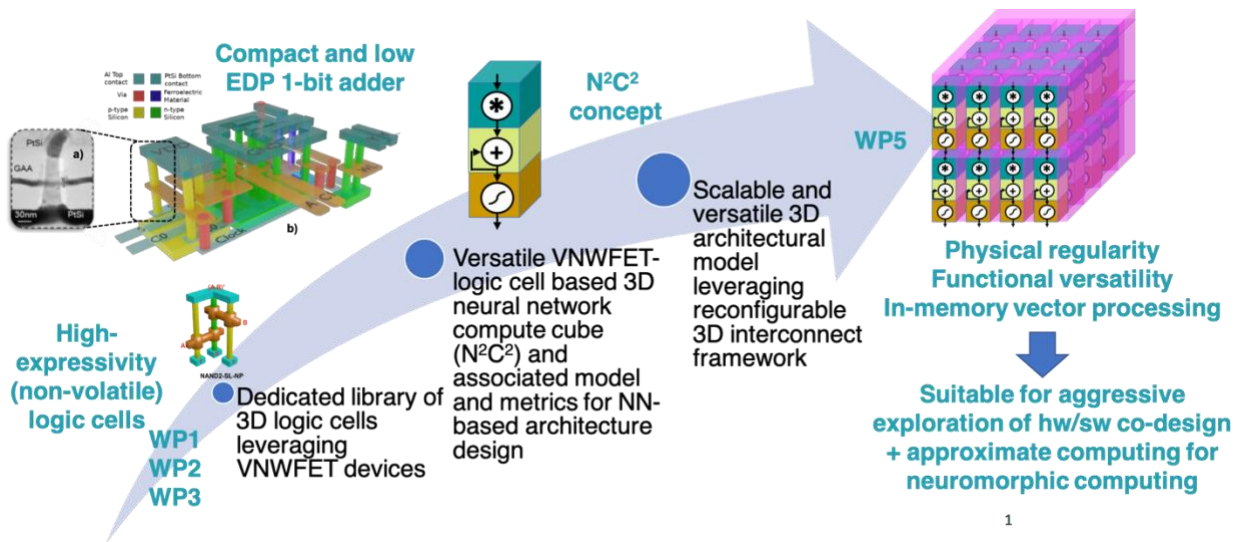 Compact and low
EDP 1-bit adder
Al Top
contact
PtSi Bottom
contact
Via
Ferroelectric
Material
p-type
Silicon
n-type
Silicon
PtSi
a)
GAA
30nm
PtSi
C0
Clock
b)
N²C²
concept
*
+
WP5
*
*
*
*
+
+
+
+
*
*
*
*
+
+
+
+
High-
expressivity
(non-volatile)
logic cells
WP1
WP2
WP3
A
B
NAND2-SL-NP
Dedicated library of
3D logic cells
leveraging
VNWFET devices
Versatile VNWFET-
logic cell based 3D
neural network
compute cube
(N²C²) and
associated model
and metrics for NN-
based architecture
design
Scalable and
versatile 3D
architectural
model
leveraging
reconfigurable
3D interconnect
framework
Physical regularity
Functional versatility
In-memory vector processing
Suitable for aggressive
exploration of hw/sw co-design
+ approximate computing for
neuromorphic computing
1